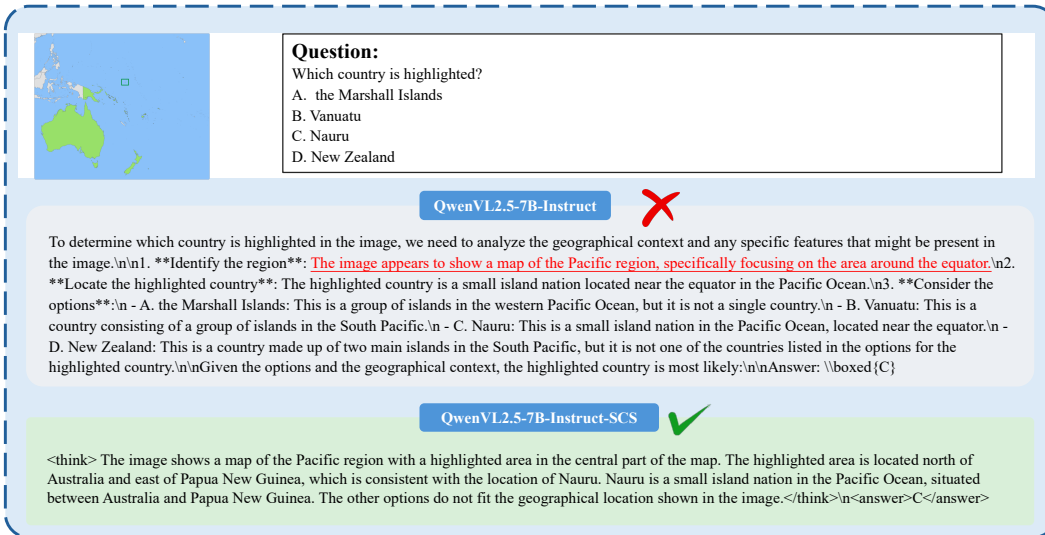 Question:
Which country is highlighted?
A. the Marshall Islands
B. Vanuatu
C. Nauru
D. New Zealand
QwenVL2.5-7B-Instruct
To determine which country is highlighted in the image, we need to analyze the geographical context and any specific features that might be present in
the image.\n\n1. **Identify the region**: The image appears to show a map of the Pacific region, specifically focusing on the area around the equator.\n2.
**Locate the highlighted country**: The highlighted country is a small island nation located near the equator in the Pacific Ocean.\n3. **Consider the
options**:\n - A. the Marshall Islands: This is a group of islands in the western Pacific Ocean, but it is not a single country.\n - B. Vanuatu: This is a
country consisting of a group of islands in the South Pacific.\n - C. Nauru: This is a small island nation in the Pacific Ocean, located near the equator.\n -
D. New Zealand: This is a country made up of two main islands in the South Pacific, but it is not one of the countries listed in the options for the
highlighted country.\n\nGiven the options and the geographical context, the highlighted country is most likely:\n\nAnswer: \\boxed{C}
QwenVL2.5-7B-Instruct-SCS
<think> The image shows a map of the Pacific region with a highlighted area in the central part of the map. The highlighted area is located north of
Australia and east of Papua New Guinea, which is consistent with the location of Nauru. Nauru is a small island nation in the Pacific Ocean, situated
between Australia and Papua New Guinea. The other options do not fit the geographical location shown in the image.</think>\n<answer>C</answer>